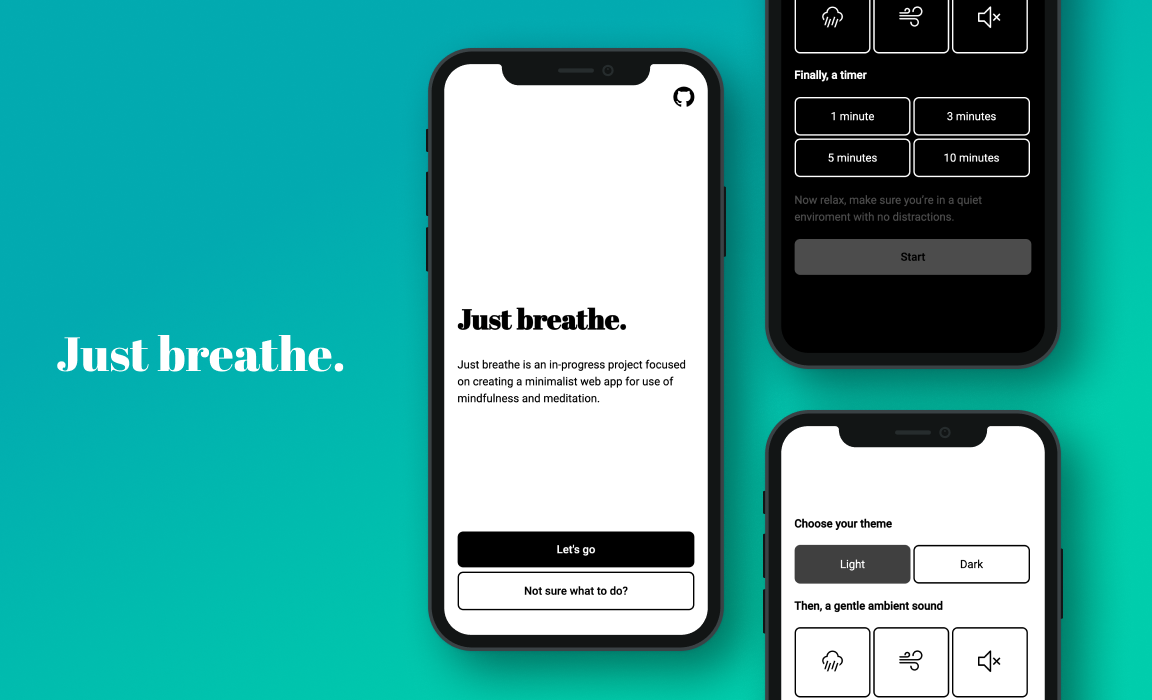 Just breathe.
Just breathe.
Just breathe is an in-progress project focused
on creating a minimalist web app for use of
mindfulness and meditation.
Let's go
Not sure what to do?
Finally, a timer
1 minute
3 minutes
5 minutes
10 minutes
Now relax, make sure you're in a quiet
enviroment with no distractions.
Start
Choose your theme
Light
Dark
Then, a gentle ambient sound